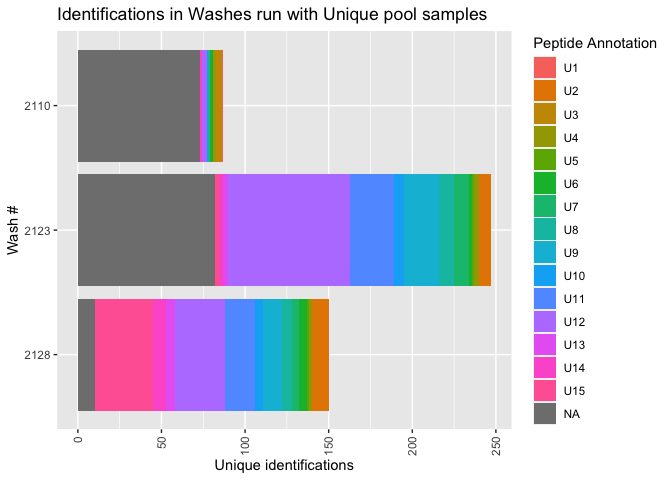 Identifications in Washes run with Unique pool samples
Wash #
2110
2123
2128
0
50
100
150
200
250
Unique identifications
Peptide Annotation
U1
U2
U3
U4
U5
U6
U7
U8
U9
U10
U11
U12
U13
U14
U15
NA